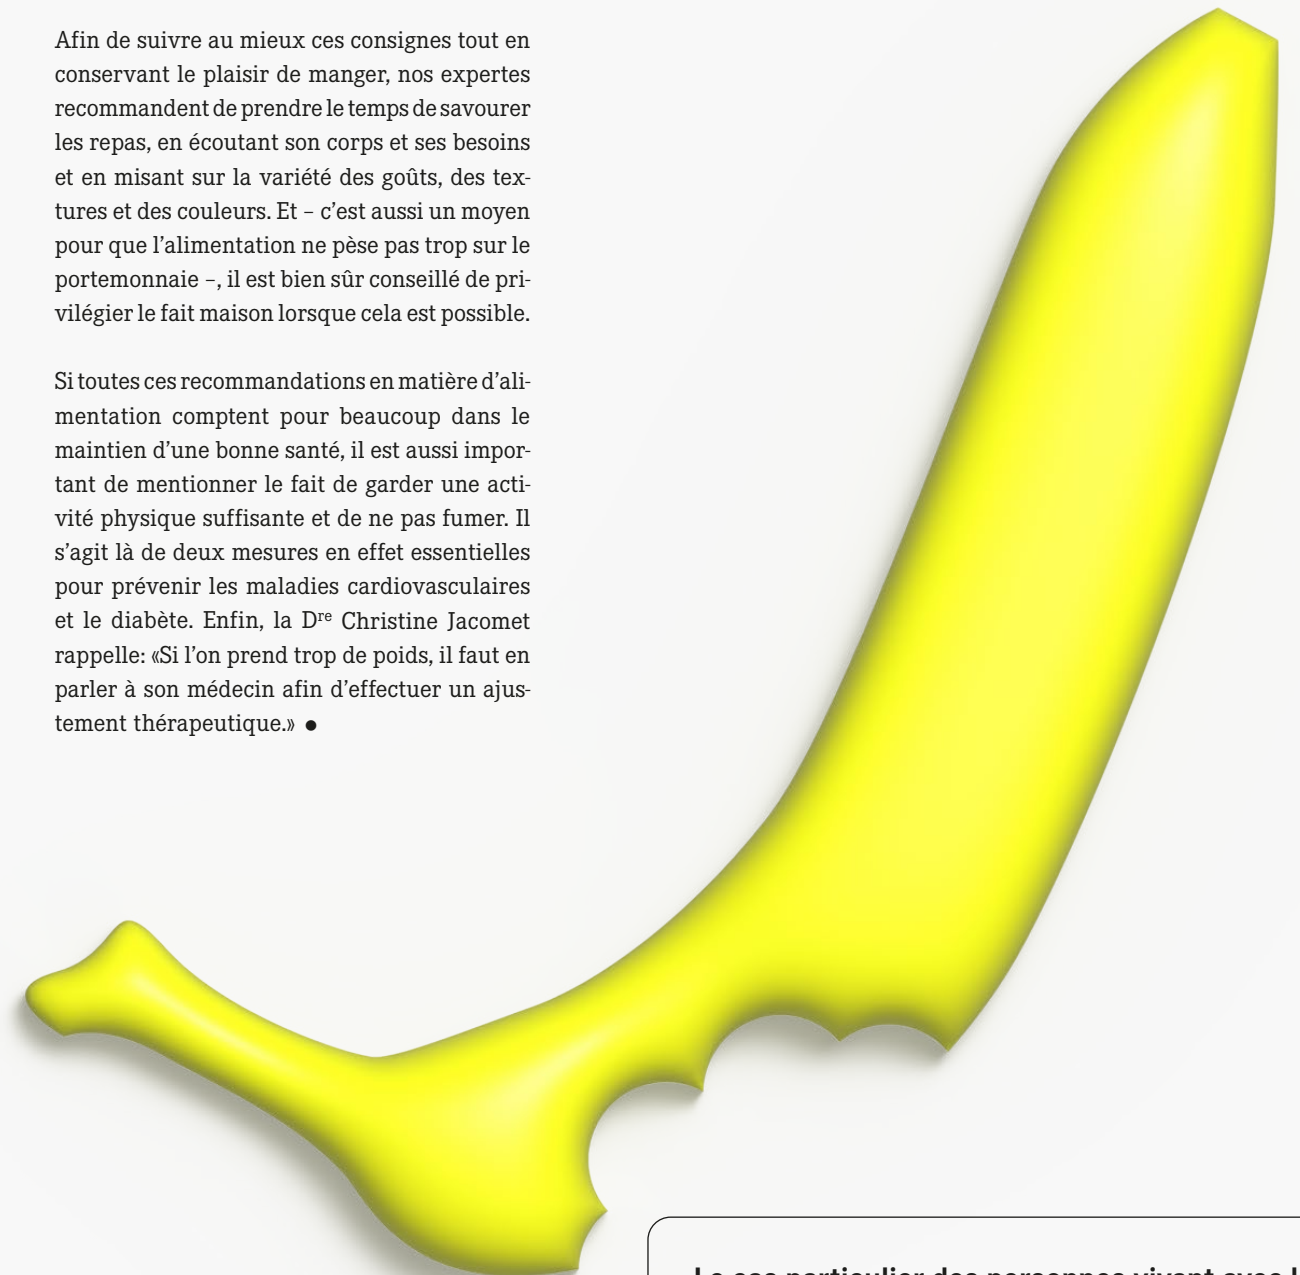 Afin de suivre au mieux ces consignes tout en
conservant le plaisir de manger, nos expertes
recommandent de prendre le temps de savourer
les repas, en écoutant son corps et ses besoins
et en misant sur la variété des goûts, des tex-
tures et des couleurs. Et – c’est aussi un moyen
pour que l’alimentation ne pèse pas trop sur le
portemonnaie –, il est bien sûr conseillé de pri-
vilégier le fait maison lorsque cela est possible.
Si toutes ces recommandations en matière d’ali-
mentation comptent pour beaucoup dans le
maintien d’une bonne santé, il est aussi impor-
tant de mentionner le fait de garder une acti-
vité physique suffisante et de ne pas fumer. Il
s’agit là de deux mesures en effet essentielles
pour prévenir les maladies cardiovasculaires
et le diabète. Enfin, la Dʳᵉ Christine Jacomet
rappelle: «Si l’on prend trop de poids, il faut en
parler à son médecin afin d’effectuer un ajus-
tement thérapeutique.» ●
Le cas particulier des personnes vivant avec